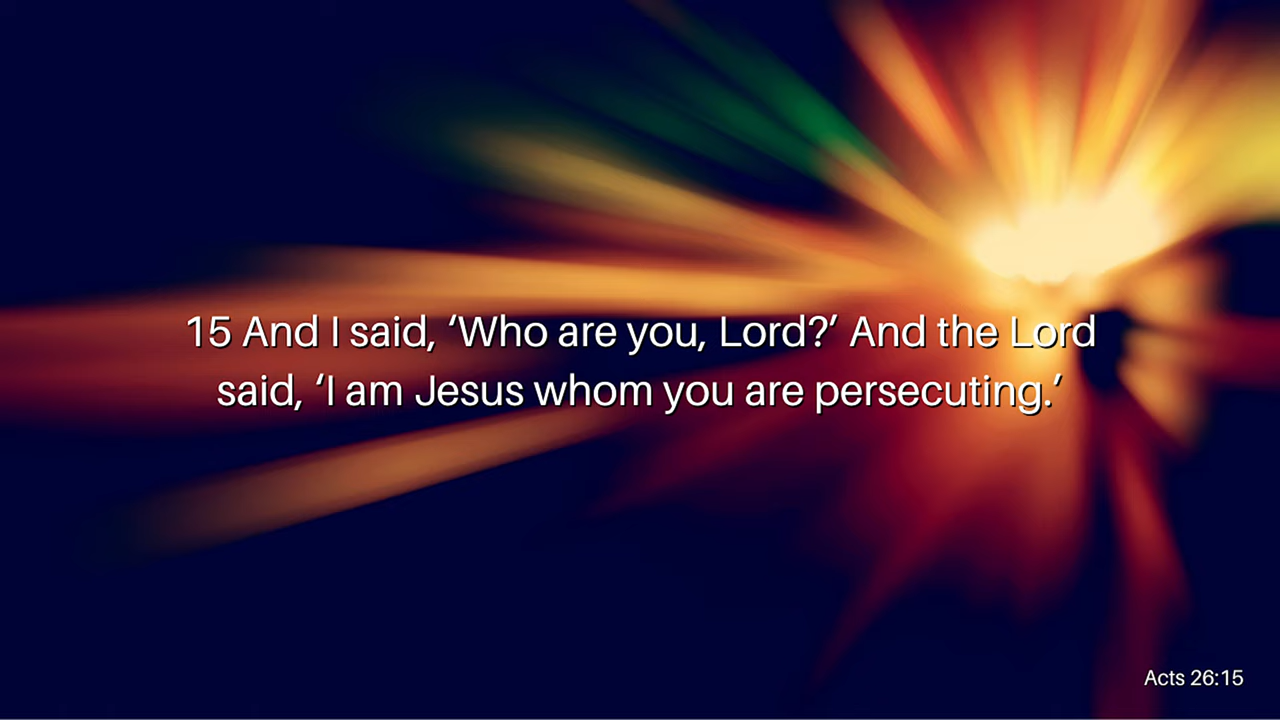 15 And I said, ‘Who are you, Lord?’ And the Lord
said, ‘I am Jesus whom you are persecuting.’
Acts 26:15